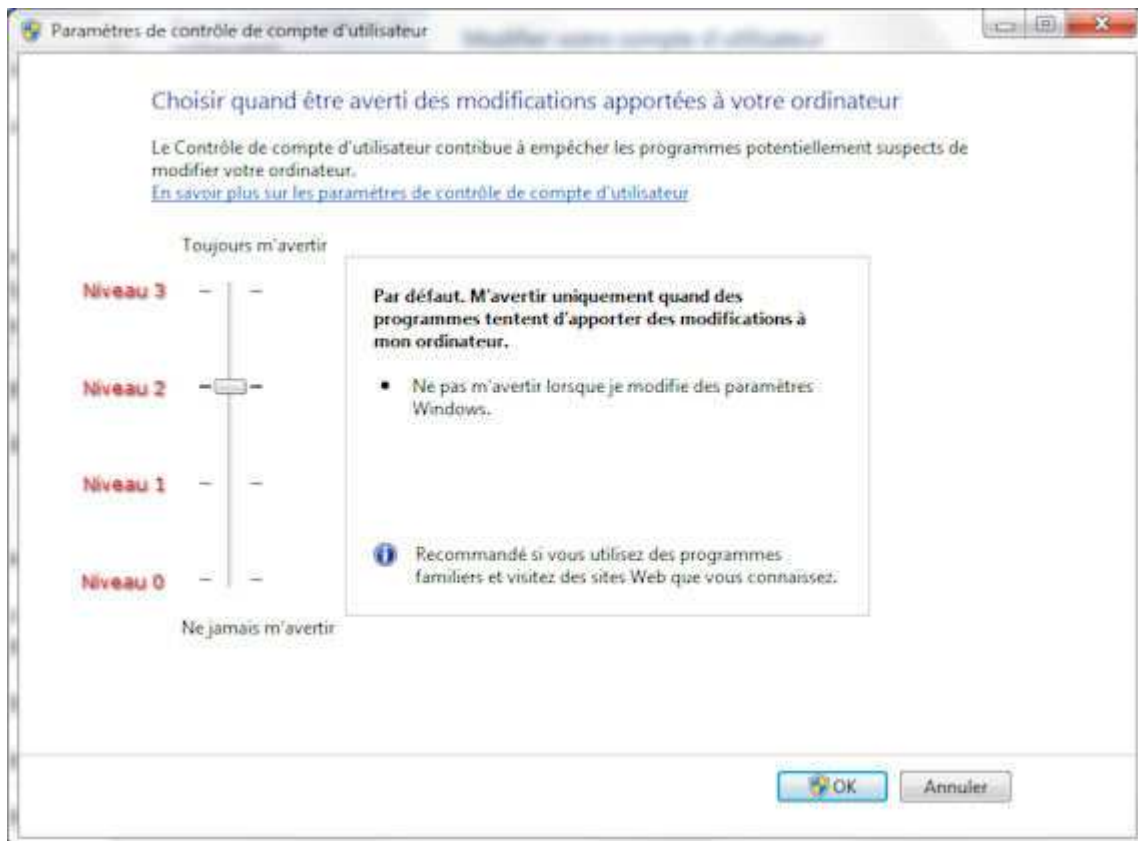 Paramètres de contrôle de compte d'utilisateur
Choisir quand être averti des modifications apportées à votre ordinateur
Le Contrôle de compte d'utilisateur contribue à empêcher les programmes potentiellement suspects de
modifier votre ordinateur.
En savoir plus sur les paramètres de contrôle de compte d'utilisateur
Toujours m'avertir
Niveau 3
Niveau 2
Niveau 1
Niveau 0
Ne jamais m'avertir
Par défaut. M'avertir uniquement quand des
programmes tentent d'apporter des modifications à
mon ordinateur.
• Ne pas m'avertir lorsque je modifie des paramètres
Windows.
Recommandé si vous utilisez des programmes
familiers et visitez des sites Web que vous connaissez.
OK
Annuler